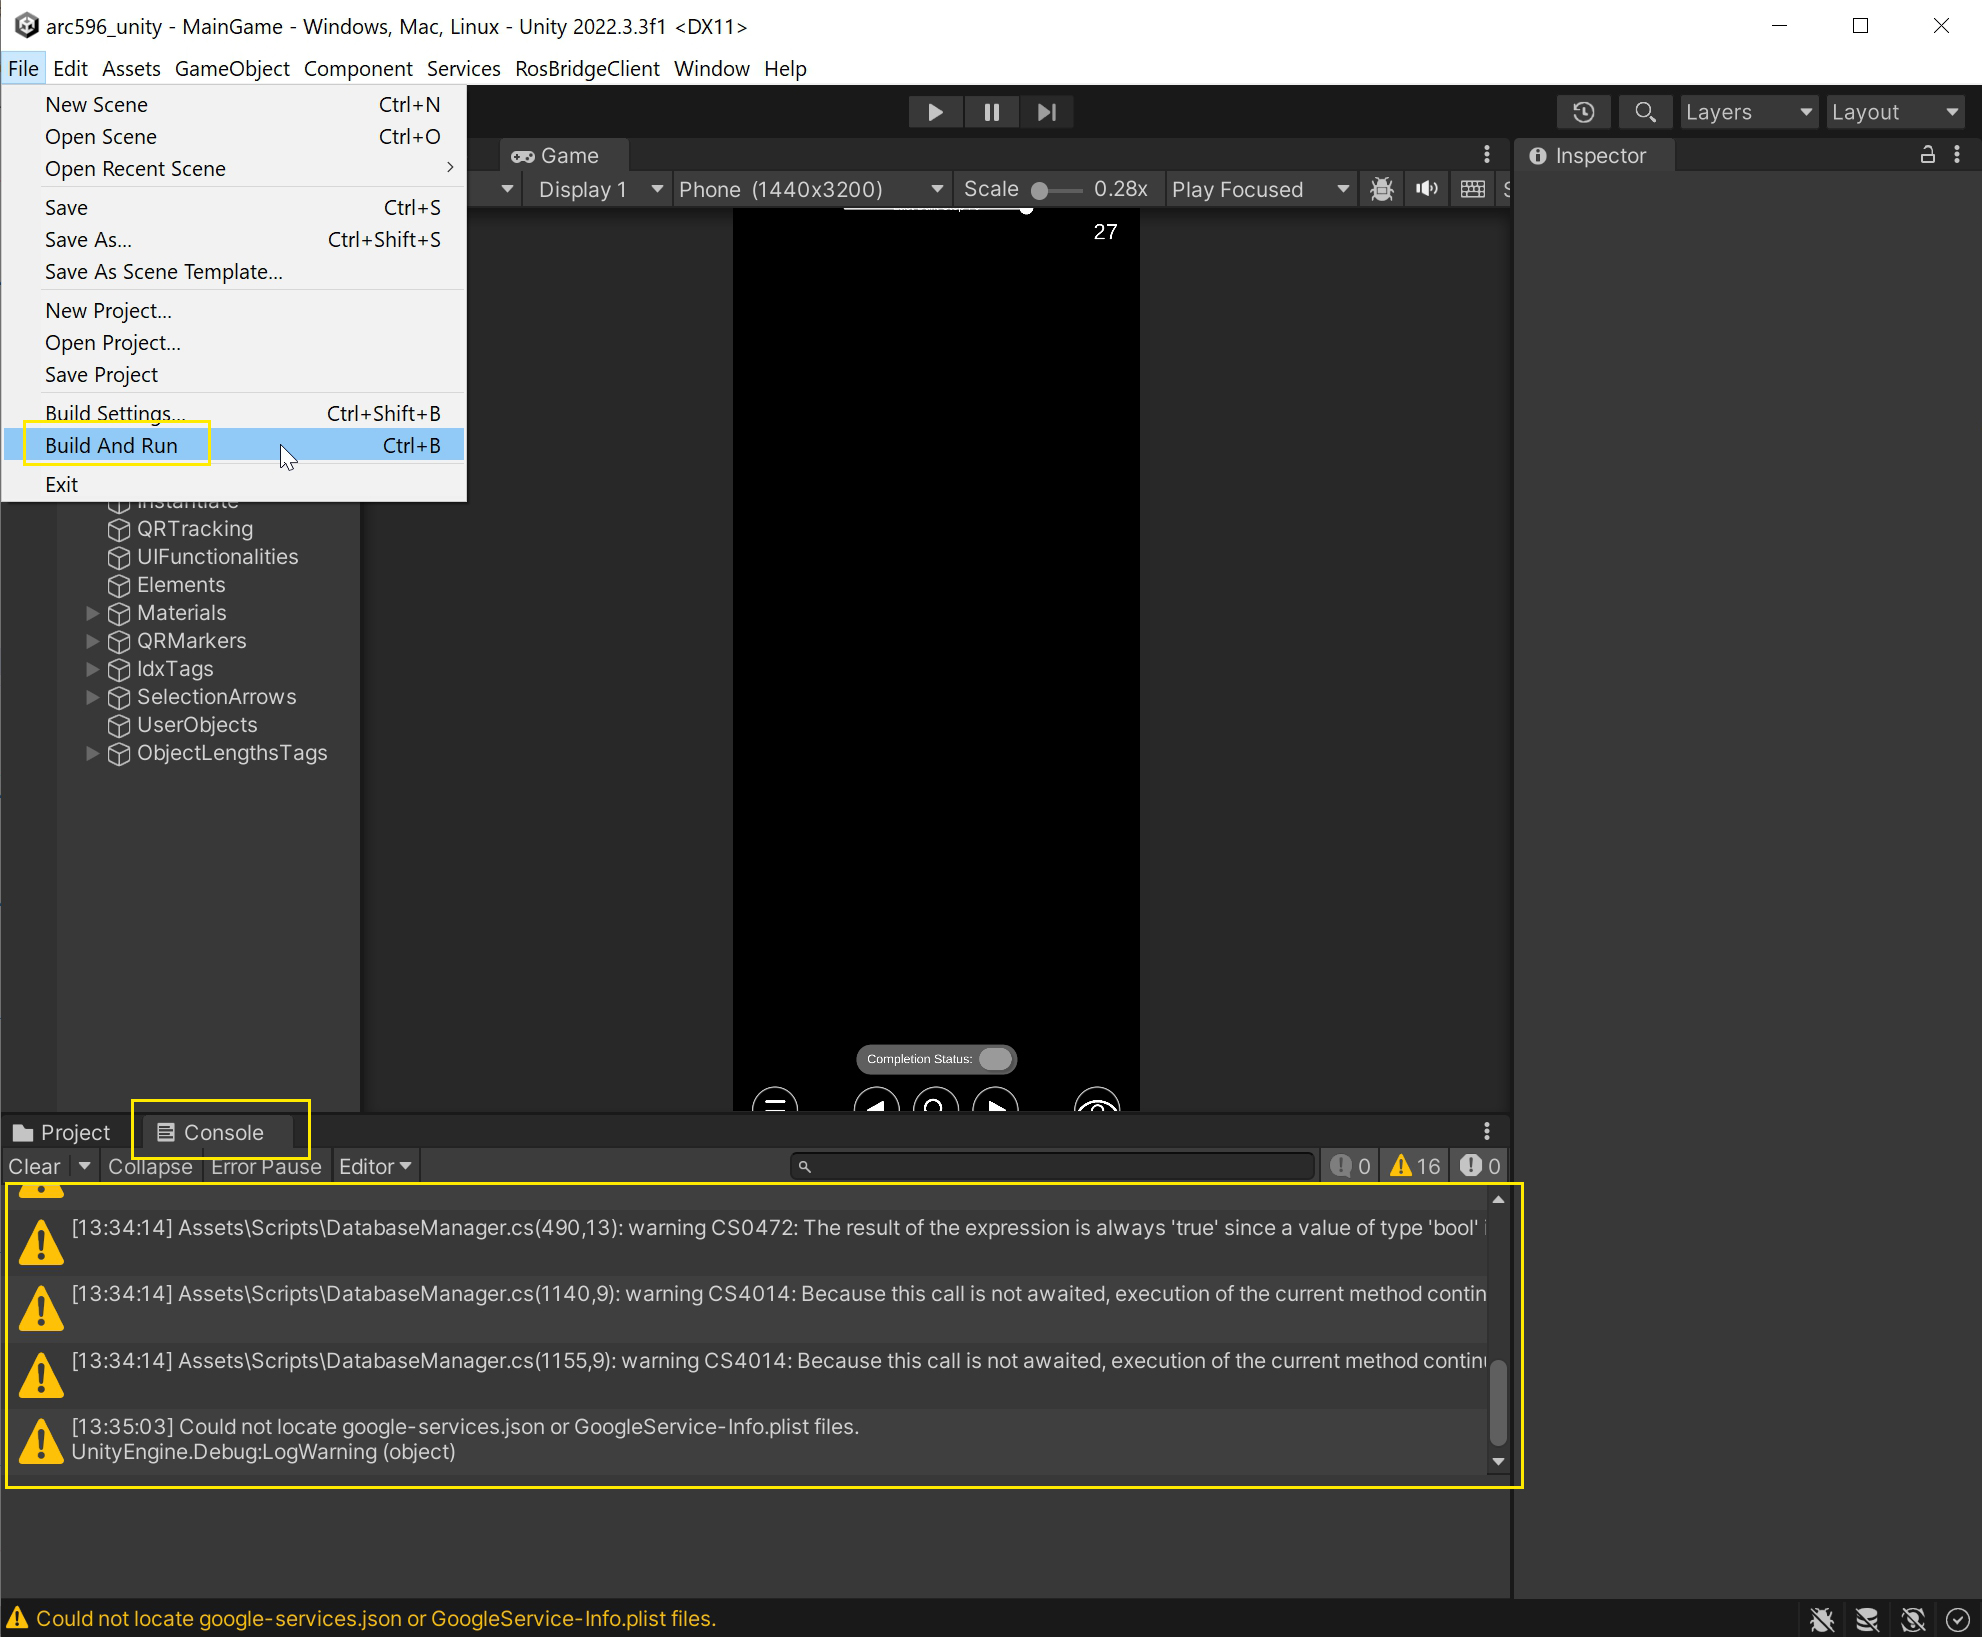 arc596_unity - MainGame - Windows, Mac, Linux - Unity 2022.3.3f1 <DX11>
File Edit Assets GameObject Component Services RosBridgeClient Window Help
New Scene Ctrl+N
Open Scene Ctrl+O
Open Recent Scene
Save Ctrl+S
Save As... Ctrl+Shift+S
Save As Scene Template...
New Project...
Open Project...
Save Project
Build Settings... Ctrl+Shift+B
Build And Run Ctrl+B
Exit
Layers Layout
Game
Inspector
Display 1 Phone (1440x3200) Scale 0.28x Play Focused
27
Instantiate
QRTracking
UIFunctionalities
Elements
Materials
QRMarkers
IdxTags
SelectionArrows
UserObjects
ObjectLengthsTags
Completion Status:
Project Console
Clear Collapse Error Pause Editor 0 16 0
[13:34:14] Assets\Scripts\DatabaseManager.cs(490,13): warning CS0472: The result of the expression is always 'true' since a value of type 'bool'
[13:34:14] Assets\Scripts\DatabaseManager.cs(1140,9): warning CS4014: Because this call is not awaited, execution of the current method contin
[13:34:14] Assets\Scripts\DatabaseManager.cs(1155,9): warning CS4014: Because this call is not awaited, execution of the current method contin
[13:35:03] Could not locate google-services.json or GoogleService-Info.plist files.
UnityEngine.Debug:LogWarning (object)
Could not locate google-services.json or GoogleService-Info.plist files.